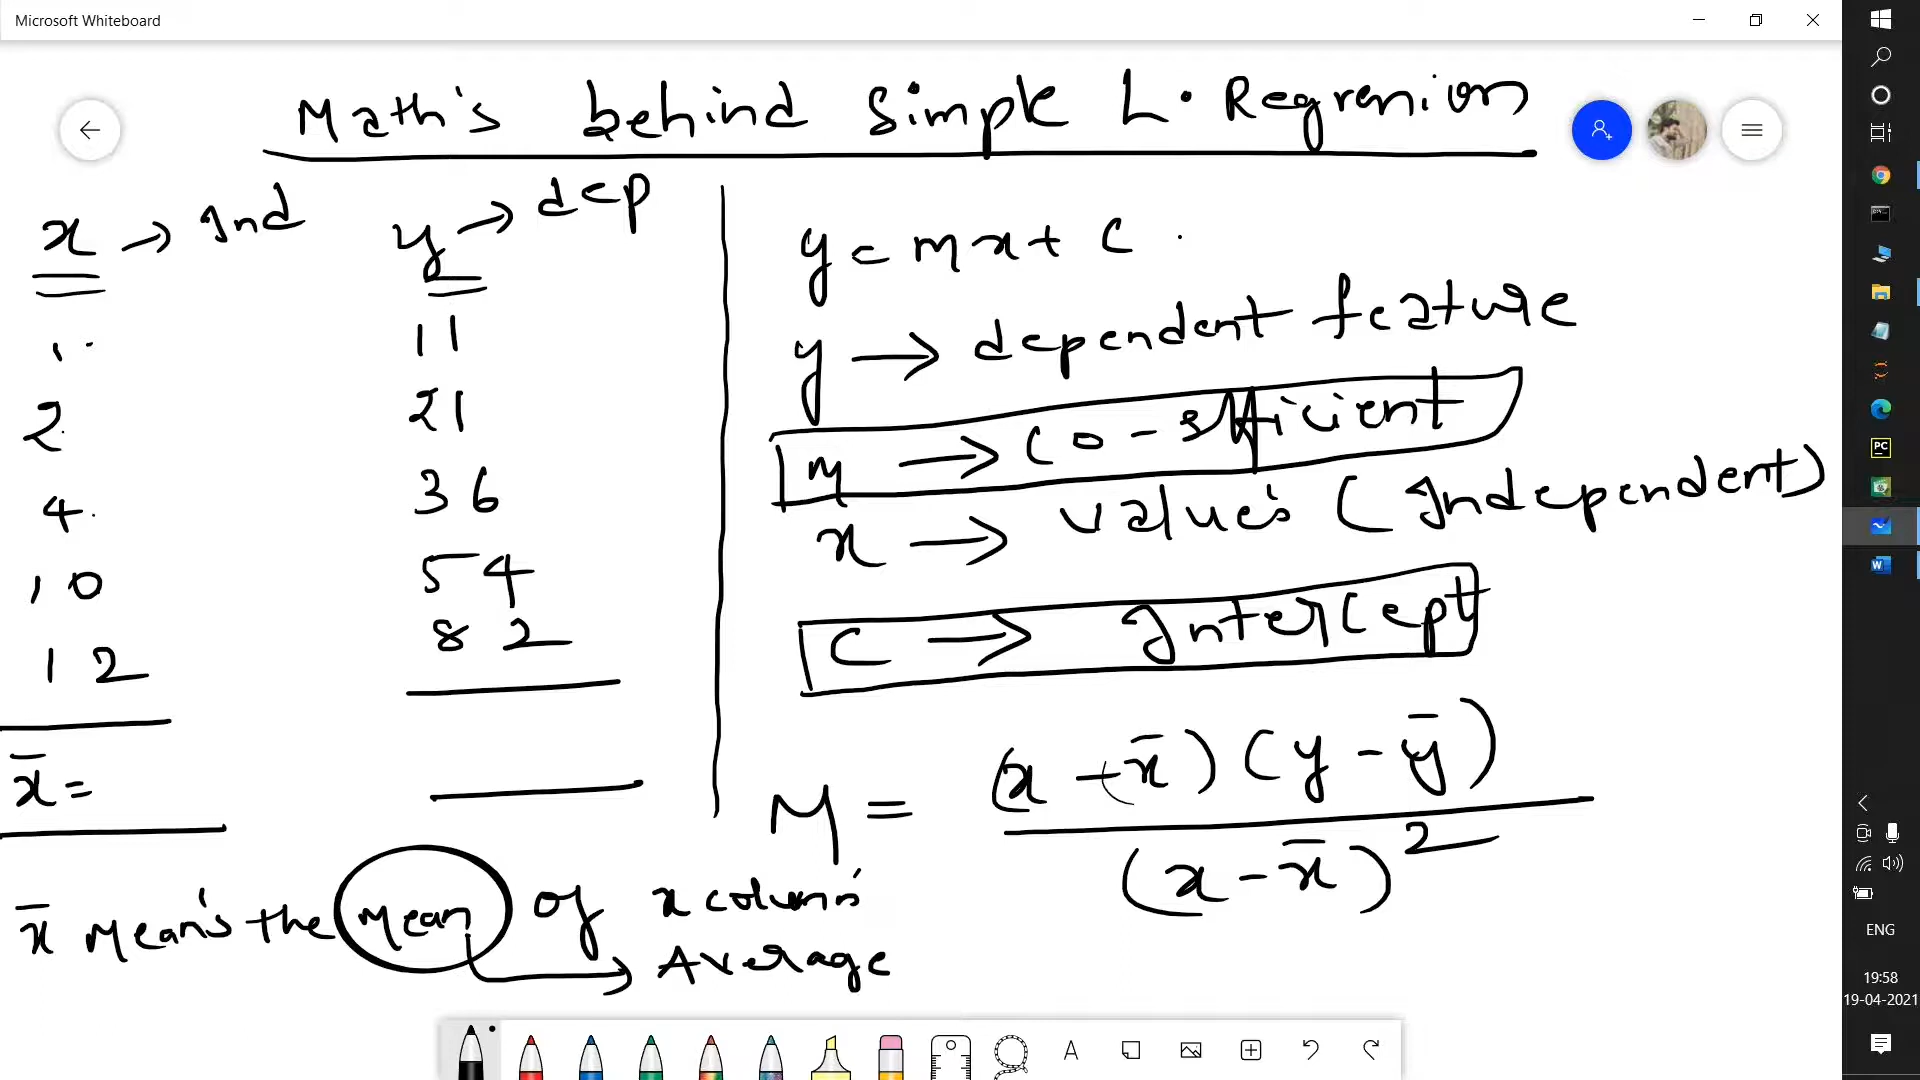 Microsoft Whiteboard
Math's behind Simple L. Regression
x → Ind y → dep
1 11
2 21
4 36
10 54
12 82
x̄ =
x̄ Mean's the Mean of x column's
Average
y = mx + c
y → dependent feature
m → co-efficient
x → value's (Independent)
c → Intercept
M = (x - x̄) (y - ȳ)
(x - x̄)²
A
PC
W
ENG
19:58
19-04-2021